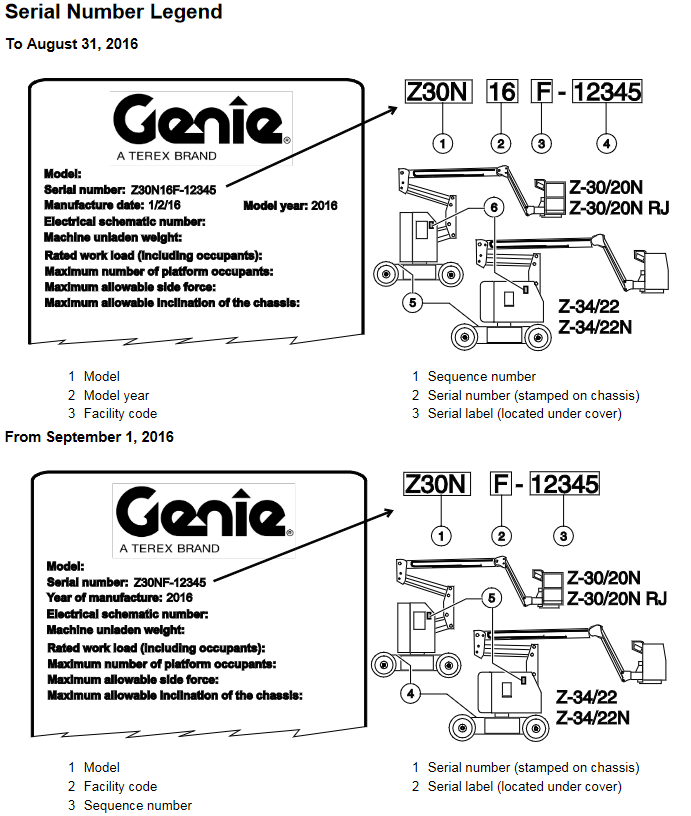 Serial Number Legend
To August 31, 2016
Genie®
A TEREX BRAND
Model:
Serial number: Z30N16F-12345
Manufacture date: 1/2/16 Model year: 2016
Electrical schematic number:
Machine unladen weight:
Rated work load (including occupants):
Maximum number of platform occupants:
Maximum allowable side force:
Maximum allowable inclination of the chassis:
Z30N 16 F - 12345
1 2 3 4
Z-30/20N
Z-30/20N RJ
6
5
Z-34/22
Z-34/22N
1 Model
2 Model year
3 Facility code
1 Sequence number
2 Serial number (stamped on chassis)
3 Serial label (located under cover)
From September 1, 2016
Genie®
A TEREX BRAND
Model:
Serial number: Z30NF-12345
Year of manufacture: 2016
Electrical schematic number:
Machine unladen weight:
Rated work load (including occupants):
Maximum number of platform occupants:
Maximum allowable side force:
Maximum allowable inclination of the chassis:
Z30N F - 12345
1 2 3
Z-30/20N
Z-30/20N RJ
5
4
Z-34/22
Z-34/22N
1 Model
2 Facility code
3 Sequence number
1 Serial number (stamped on chassis)
2 Serial label (located under cover)